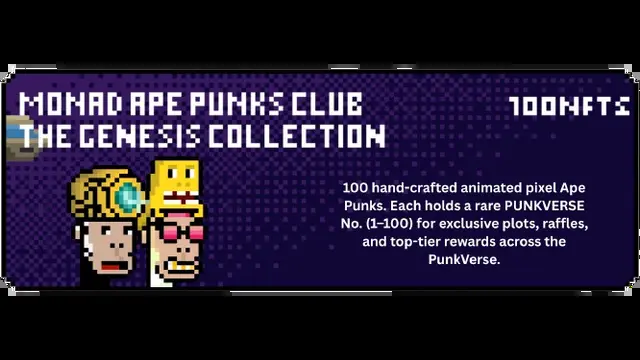 MONAD APE PUNKS CLUB
THE GENESIS COLLECTION
100NFTS
100 hand-crafted animated pixel Ape
Punks. Each holds a rare PUNKVERSE
No. (1–100) for exclusive plots, raffles,
and top-tier rewards across the
PunkVerse.